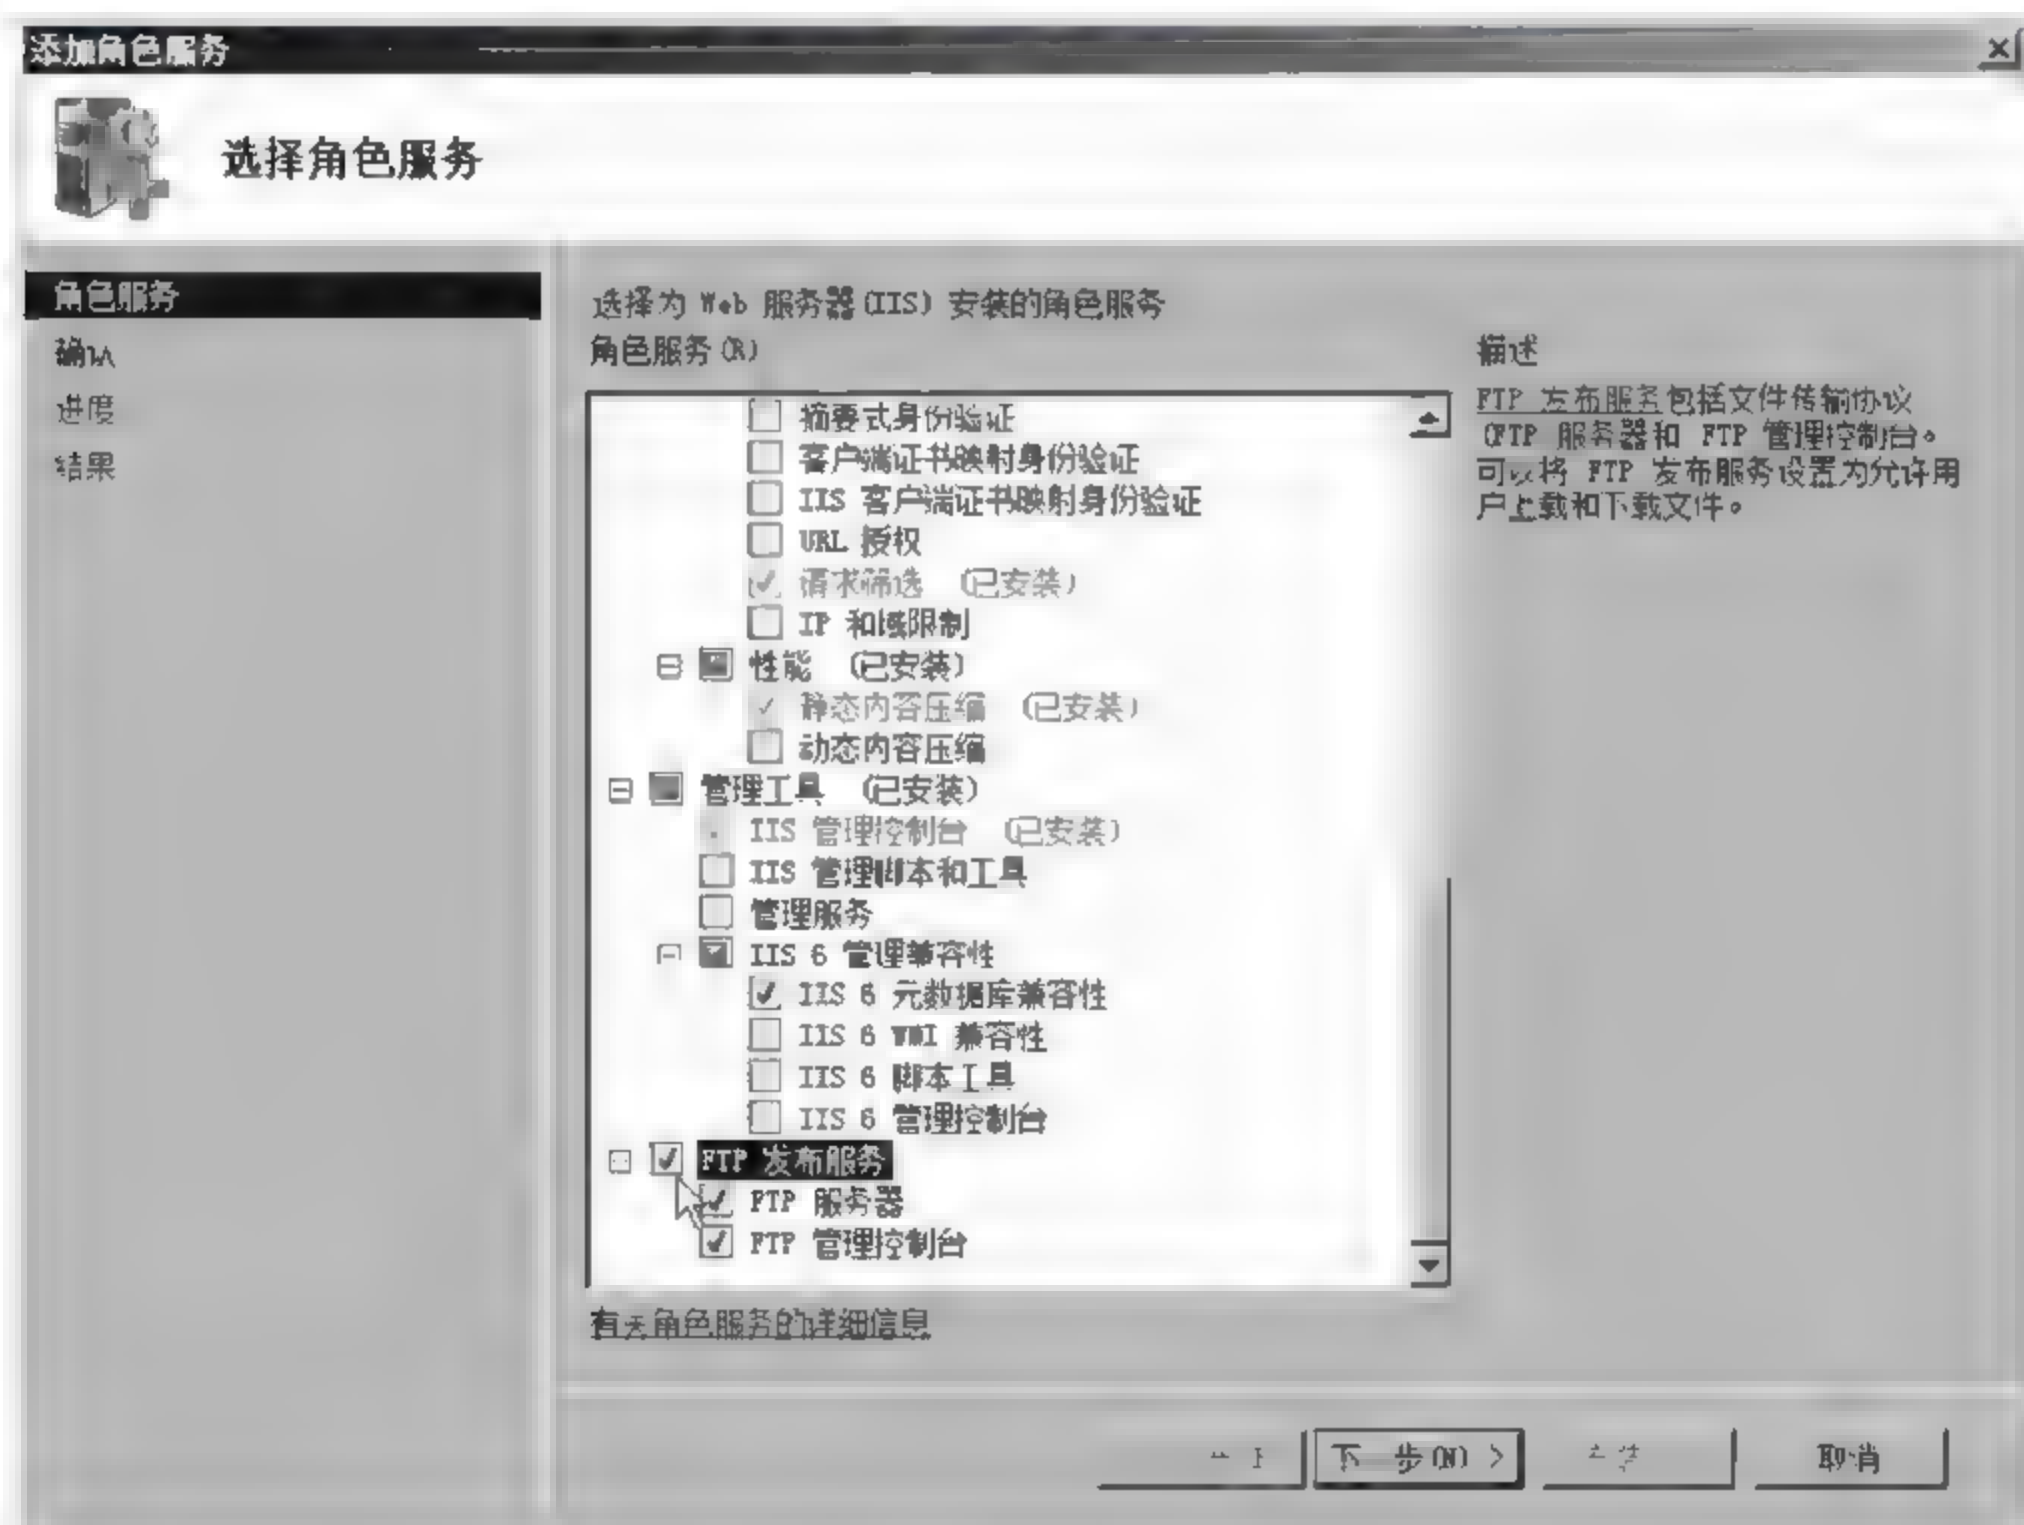 添加角色服务
选择角色服务
角色服务
确认
进度
结果
选择为 Web 服务器(IIS) 安装的角色服务
角色服务(R)
摘要式身份验证
客户端证书映射身份验证
IIS 客户端证书映射身份验证
URL 授权
请求筛选 (已安装)
IP 和域限制
性能 (已安装)
静态内容压缩 (已安装)
动态内容压缩
管理工具 (已安装)
IIS 管理控制台 (已安装)
IIS 管理脚本和工具
管理服务
IIS 6 管理兼容性
IIS 6 元数据库兼容性
IIS 6 WMI 兼容性
IIS 6 脚本工具
IIS 6 管理控制台
FTP 发布服务
FTP 服务器
FTP 管理控制台
有关角色服务的详细信息
描述
FTP 发布服务包括文件传输协议
(FTP 服务器和 FTP 管理控制台。
可以将 FTP 发布服务设置为允许用
户上载和下载文件。
下一步(N) >
取消